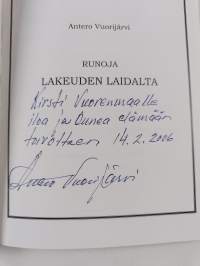 Antero Vuorijärvi
RUNOJA
LAKEUDEN LAIDALTA
Kirsti Vuorenmaalle
iloa ja Onnea elämään
toivottaen 14.2.2006
Antero Vuorijärvi